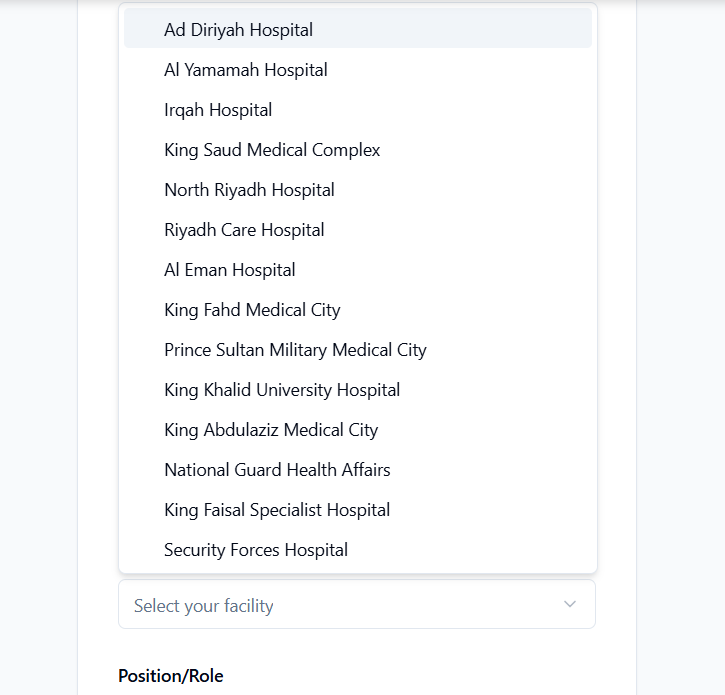 Ad Diriyah Hospital
Al Yamamah Hospital
Irqah Hospital
King Saud Medical Complex
North Riyadh Hospital
Riyadh Care Hospital
Al Eman Hospital
King Fahd Medical City
Prince Sultan Military Medical City
King Khalid University Hospital
King Abdulaziz Medical City
National Guard Health Affairs
King Faisal Specialist Hospital
Security Forces Hospital
Select your facility
Position/Role